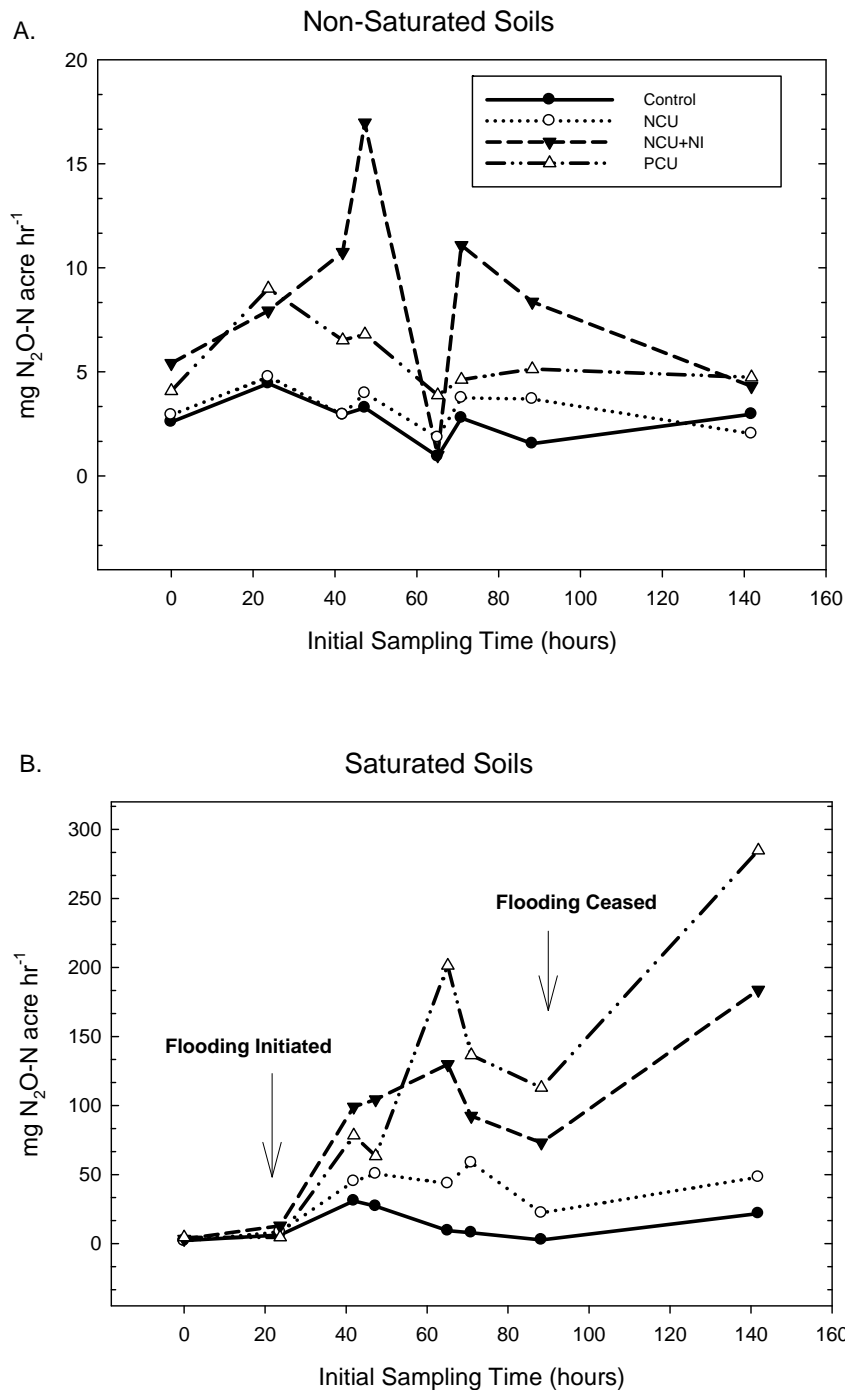 A.
Non-Saturated Soils
20
15
10
5
0
mg N₂O-N acre hr⁻¹
Control
NCU
NCU+NI
PCU
0 20 40 60 80 100 120 140 160
Initial Sampling Time (hours)
B.
Saturated Soils
300
250
200
150
100
50
0
mg N₂O-N acre hr⁻¹
Flooding Ceased
Flooding Initiated
0 20 40 60 80 100 120 140 160
Initial Sampling Time (hours)